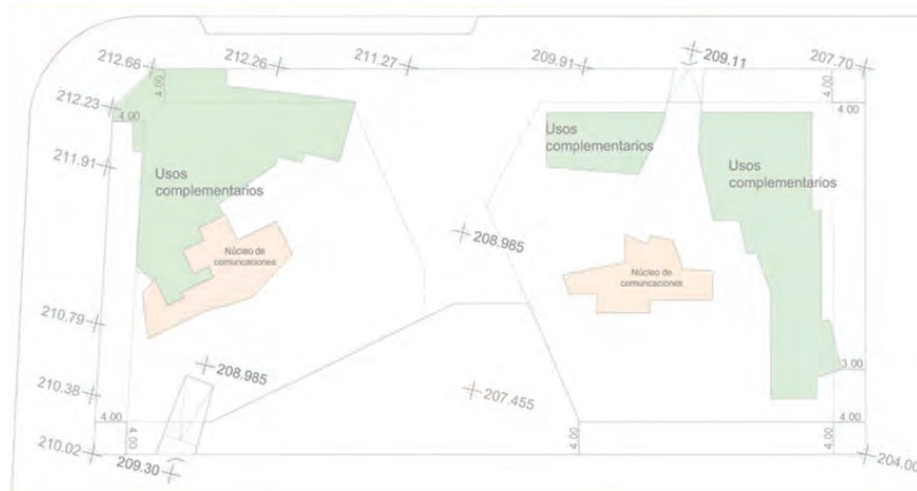 212.66
212.26
211.27
209.91
209.11
207.70
4.00
4.00
212.23
4.00
4.00
Usos
complementarios
Usos
complementarios
Usos
complementarios
211.91
208.985
Núcleo de
comuncaciones
Núcleo de
comuncaciones
210.79
208.985
3.00
210.38
207.455
4.00
4.00
4.00
4.00
4.00
210.02
209.30
204.00